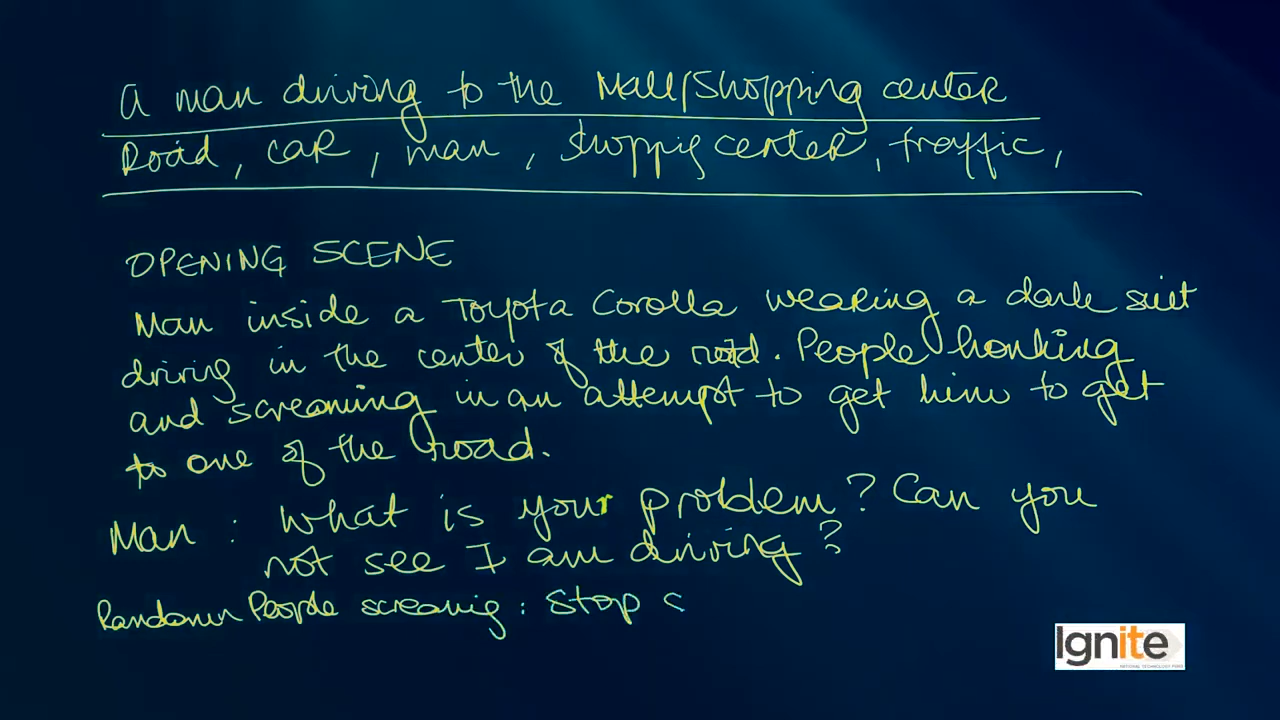 a man driving to the Mall/Shopping center
Road, car, man, shoppig center, traffic,
OPENING SCENE
Man inside a Toyota Corolla wearing a dark suit
driving in the center of the road. People honking
and screaming in an attempt to get him to get
to one of the road.
Man : What is your problem? Can you
not see I am driving?
People screamig: Stop
Ignite